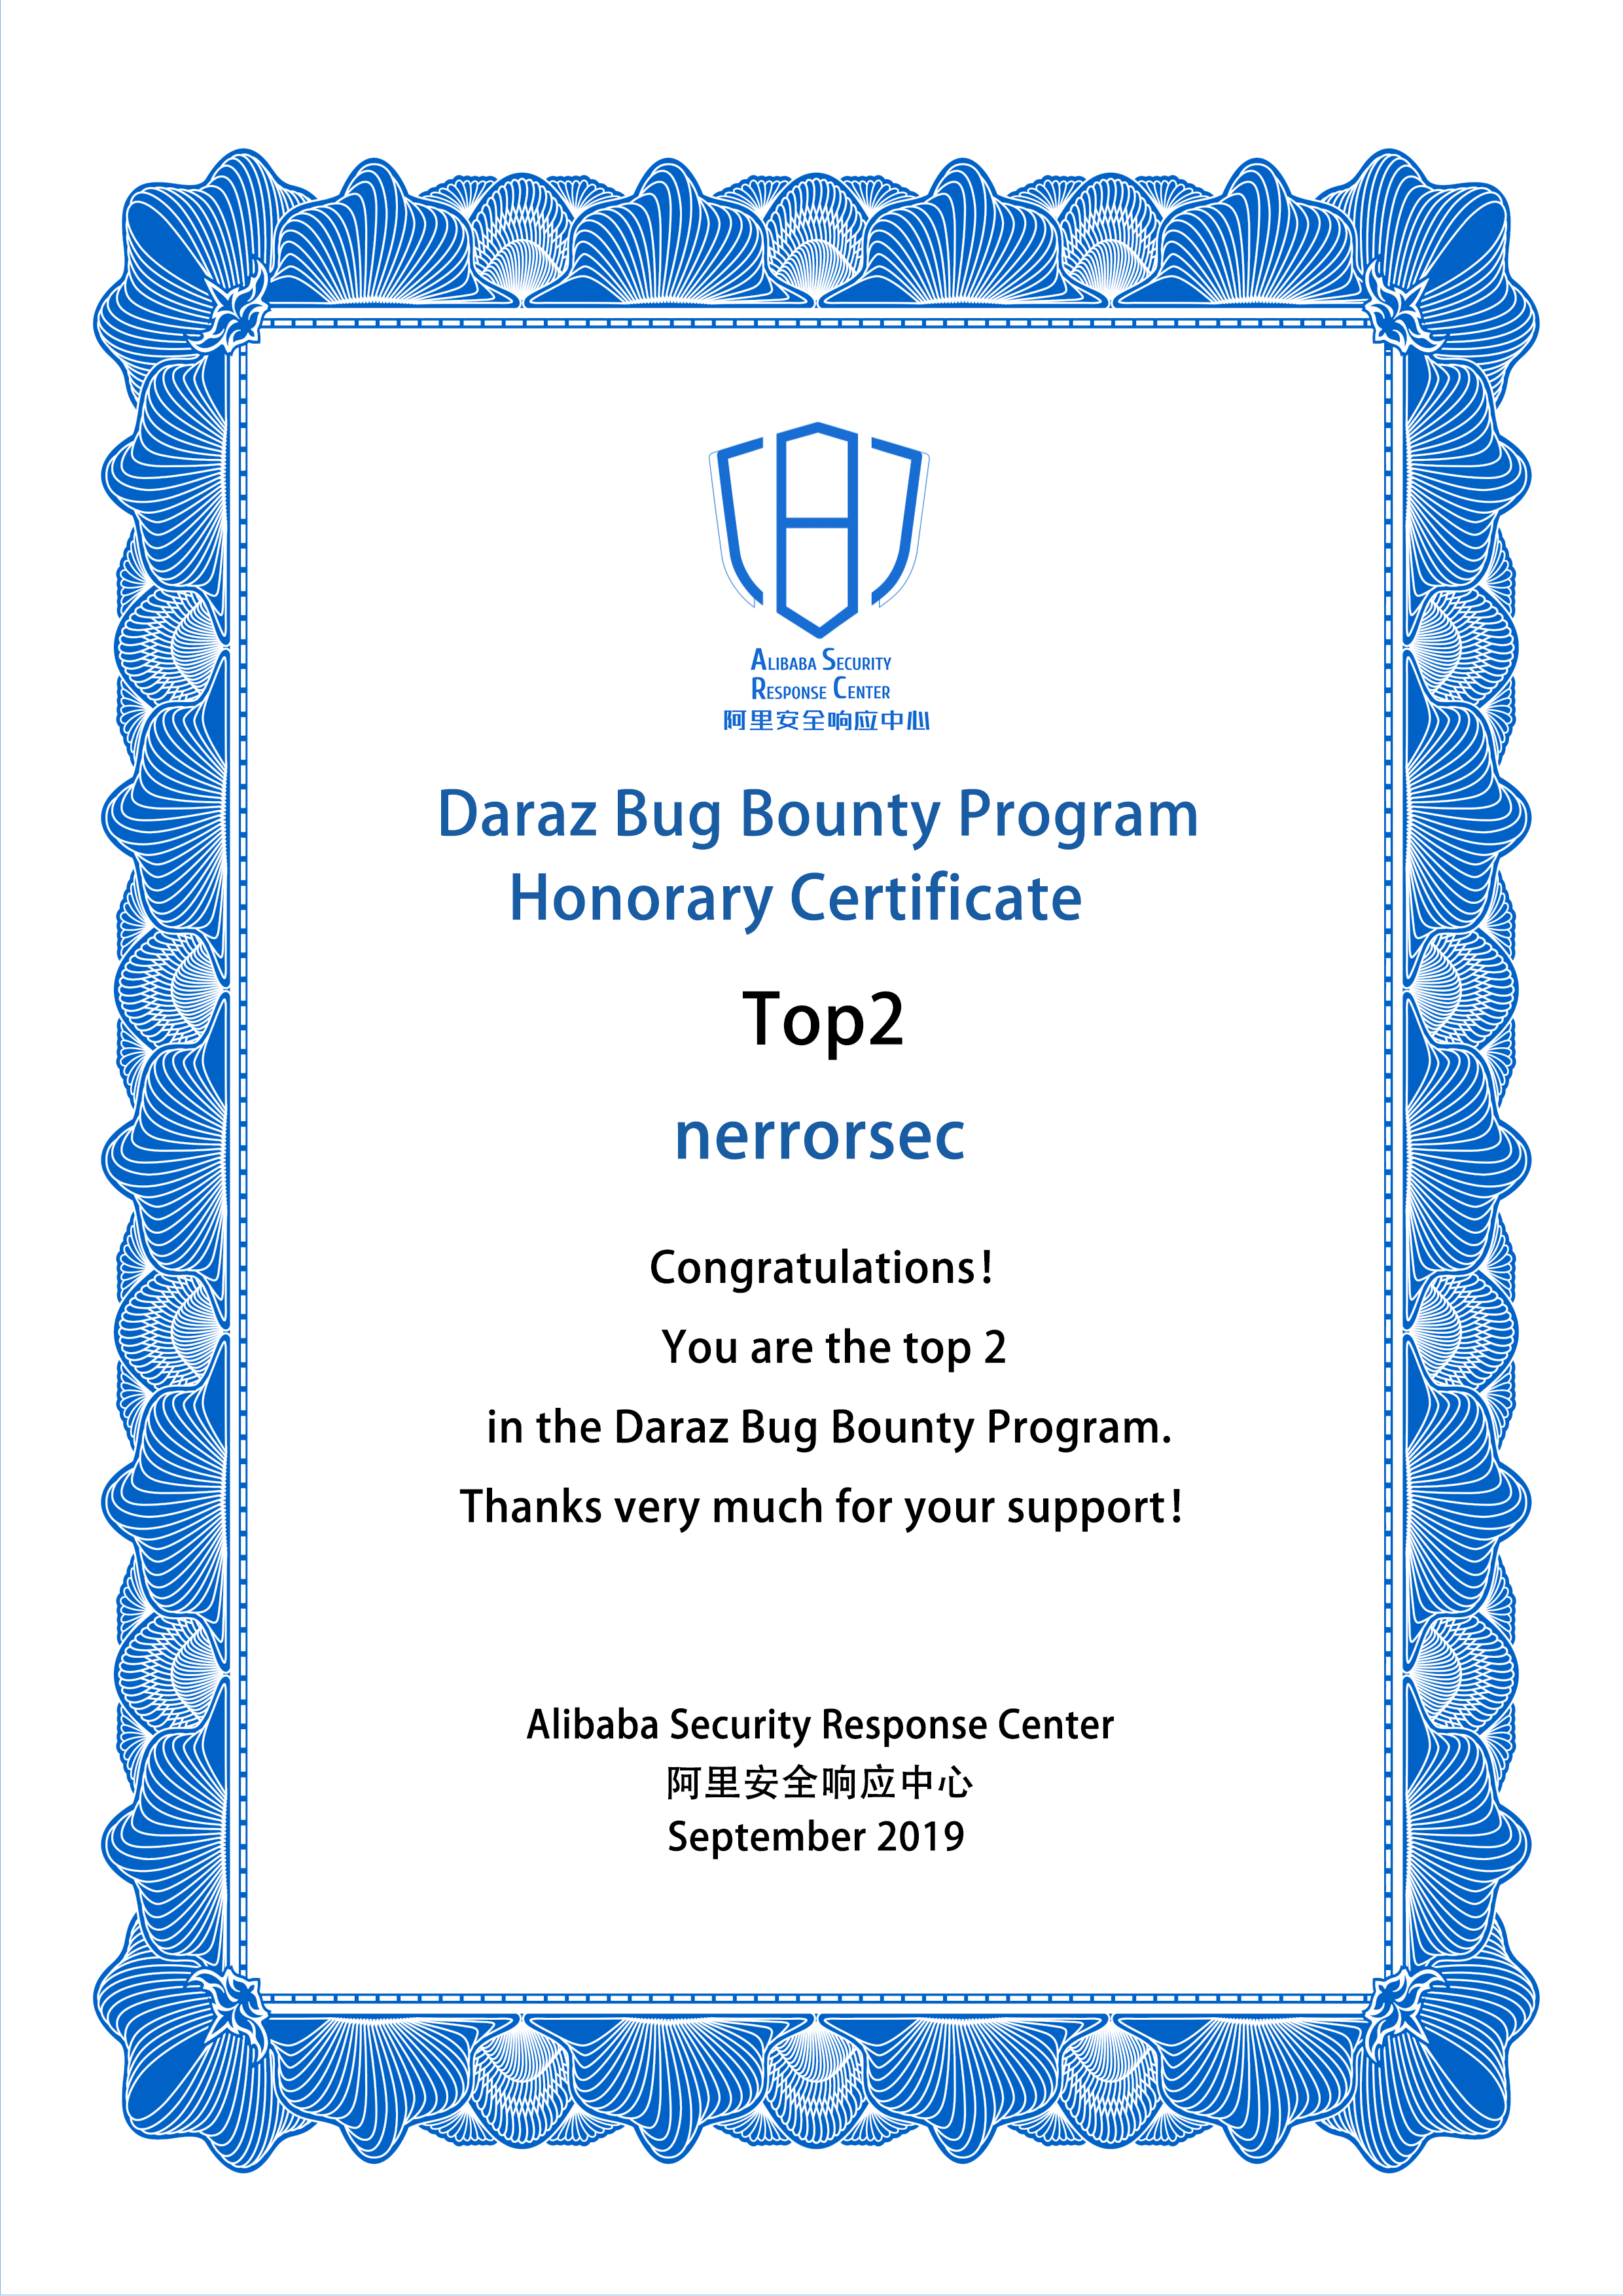 ALIBABA SECURITY
RESPONSE CENTER
阿里安全响应中心
Daraz Bug Bounty Program
Honorary Certificate
Top2
nerrorsec
Congratulations!
You are the top 2
in the Daraz Bug Bounty Program.
Thanks very much for your support!
Alibaba Security Response Center
阿里安全响应中心
September 2019